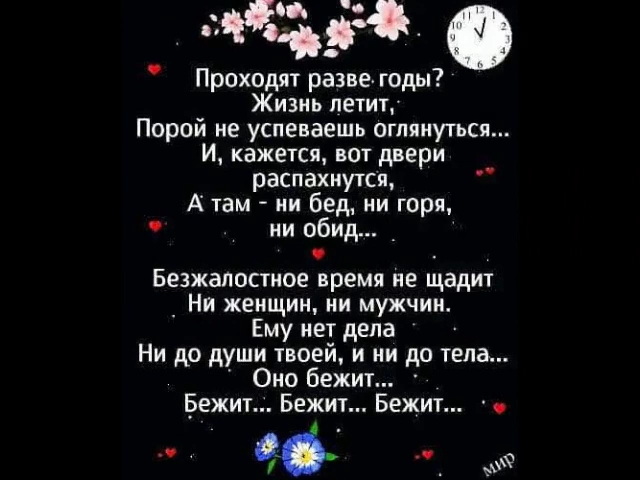 Проходят разве годы?
Жизнь летит,
Порой не успеваешь оглянуться...
И, кажется, вот двери
распахнутся,
А там - ни бед, ни горя,
ни обид...
Безжалостное время не щадит
Ни женщин, ни мужчин.
Ему нет дела
Ни до души твоей, и ни до тела...
Оно бежит...
Бежит... Бежит... Бежит...
мир